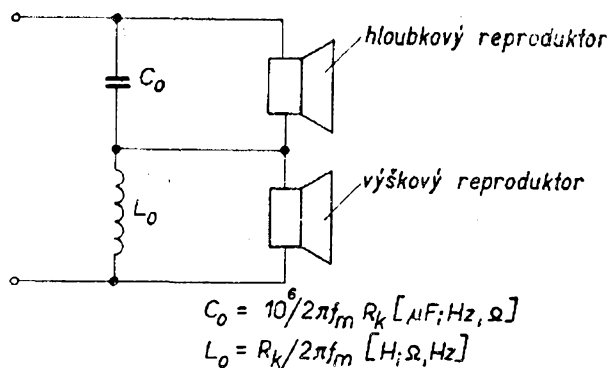 hloubkový reproduktor
C₀
výškový reproduktor
L₀
C₀ = 10⁶/2πfₘ Rₖ [μF; Hz, Ω]
L₀ = Rₖ/2πfₘ [H; Ω, Hz]